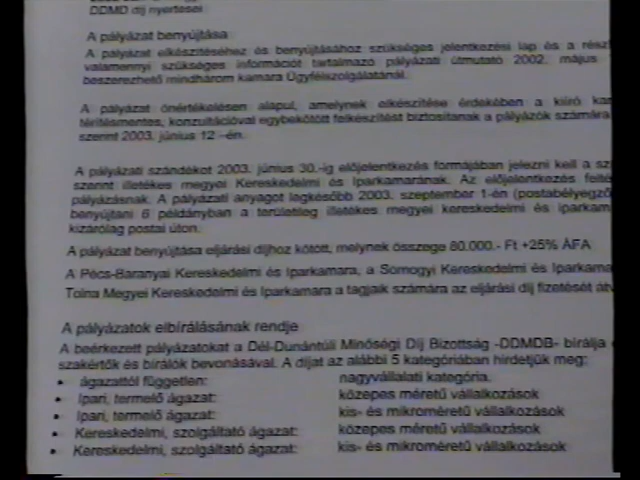 DDMD díj nyertesei.
A pályázat benyújtása
A pályázat elkészítéséhez és benyújtásához szükséges jelentkezési lap és a rész
valamennyi szükséges információt tartalmazó pályázati útmutató 2002. május
beszerezhető mindhárom kamara Ügyfélszolgálatánál.
A pályázat önértékelésen alapul, amelynek elkészítése érdekében a kiíró ka
térítésmentes, konzultációval egybekötött felkészítést biztosítanak a pályázók számára
szerint 2003. június 12 -én.
A pályázati szándékot 2003. június 30.-ig előjelentkezés formájában jelezni kell a sz
szerint illetékes megyei Kereskedelmi és Iparkamarának. Az előjelentkezés felté
pályázásnak. A pályázati anyagot legkésőbb 2003. szeptember 1-én (postabélyegző
benyújtani 6 példányban a területileg illetékes megyei kereskedelmi és iparkam
kizárólag postai úton.
A pályázat benyújtása eljárási díjhoz kötött, melynek összege 80.000.- Ft +25% ÁFA
A Pécs-Baranyai Kereskedelmi és Iparkamara, a Somogyi Kereskedelmi és Iparkama
Tolna Megyei Kereskedelmi és Iparkamara a tagjaik számára az eljárási díj fizetését átv
A pályázatok elbírálásának rendje
A beérkezett pályázatokat a Dél-Dunántúli Minőségi Díj Bizottság -DDMDB- bírálja
szakértők és bírálók bevonásával. A díjat az alábbi 5 kategóriában hirdetjük meg:
• ágazattól független: nagyvállalati kategória.
• Ipari, termelő ágazat: közepes méretű vállalkozások
• Ipari, termelő ágazat: kis- és mikroméretű vállalkozások
• Kereskedelmi, szolgáltató ágazat: közepes méretű vállalkozások
• Kereskedelmi, szolgáltató ágazat: kis- és mikroméretű vállalkozások